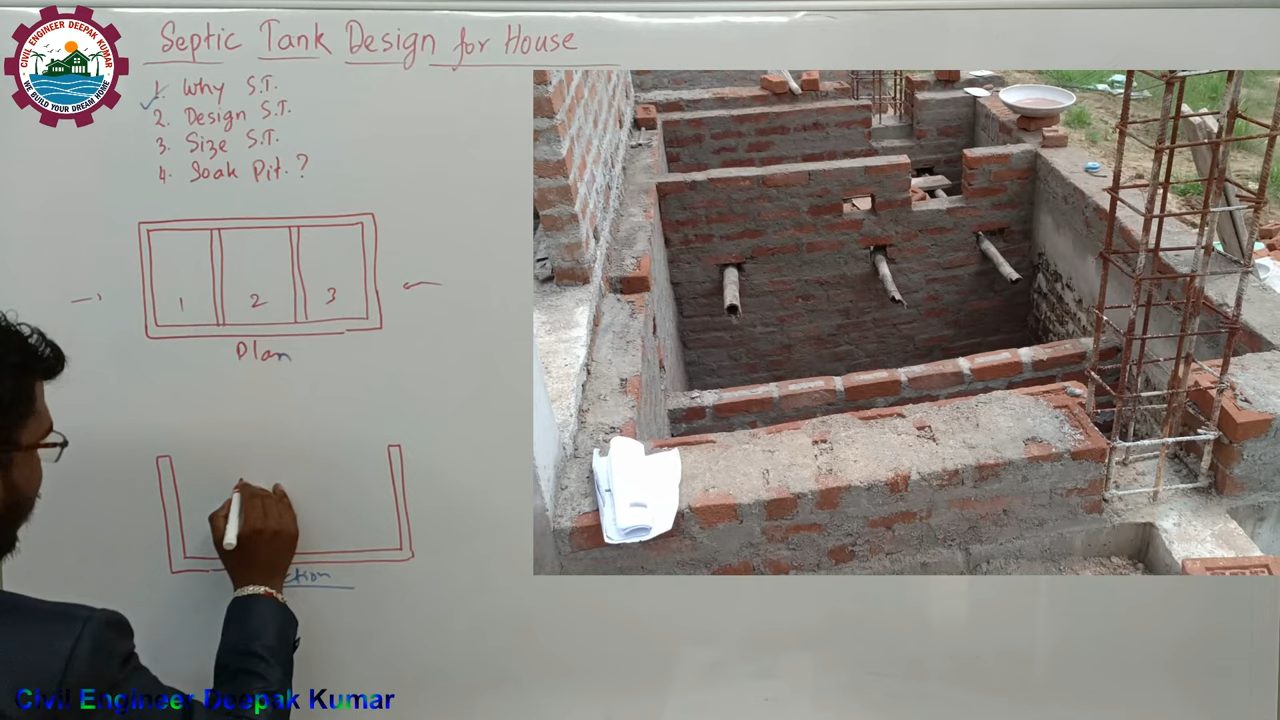 CIVIL ENGINEER DEEPAK KUMAR
WE BUILD YOUR DREAM HOME
Septic Tank Design for House
1. Why S.T.
2. Design S.T.
3. Size S.T.
4. Soak Pit. ?
1 2 3
Plan
ction
Civil Engineer Deepak Kumar